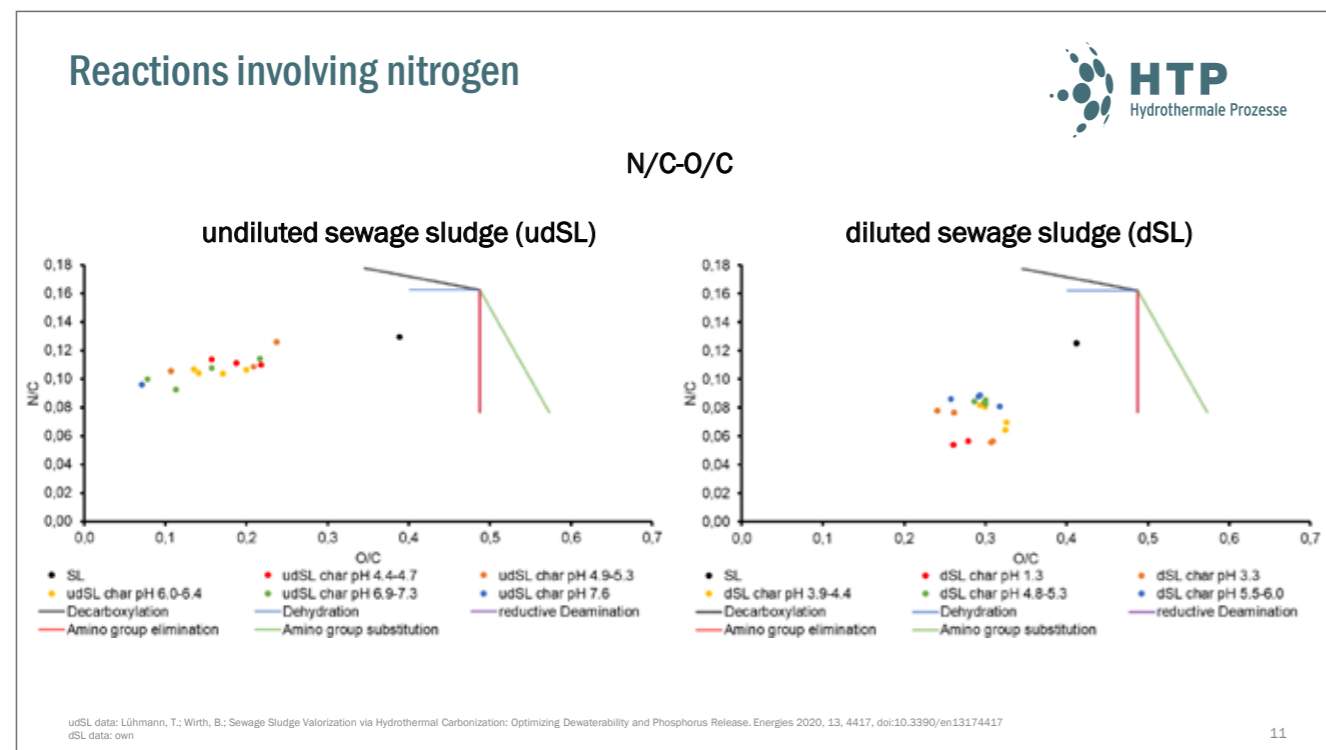 Reactions involving nitrogen
HTP
Hydrothermale Prozesse
N/C-O/C
undiluted sewage sludge (udSL)
0,18
0,16
0,14
0,12
0,10
0,08
0,06
0,04
0,02
0,00
N/C
0,0 0,1 0,2 0,3 0,4 0,5 0,6 0,7
O/C
SL udSL char pH 4.4-4.7 udSL char pH 4.9-5.3
udSL char pH 6.0-6.4 udSL char pH 6.9-7.3 udSL char pH 7.6
Decarboxylation Dehydration reductive Deamination
Amino group elimination Amino group substitution
diluted sewage sludge (dSL)
0,18
0,16
0,14
0,12
0,10
0,08
0,06
0,04
0,02
0,00
N/C
0,0 0,1 0,2 0,3 0,4 0,5 0,6 0,7
O/C
SL dSL char pH 1.3 dSL char pH 3.3
dSL char pH 3.9-4.4 dSL char pH 4.8-5.3 dSL char pH 5.5-6.0
Decarboxylation Dehydration reductive Deamination
Amino group elimination Amino group substitution
udSL data: Lühmann, T.; Wirth, B.; Sewage Sludge Valorization via Hydrothermal Carbonization: Optimizing Dewaterability and Phosphorus Release. Energies 2020, 13, 4417, doi:10.3390/en13174417
dSL data: own
11